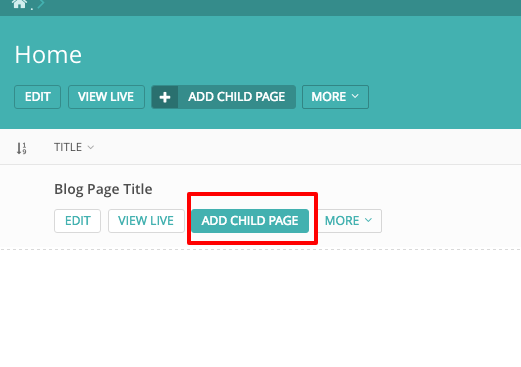 Home
EDIT VIEW LIVE ADD CHILD PAGE MORE
TITLE
Blog Page Title
EDIT VIEW LIVE ADD CHILD PAGE MORE